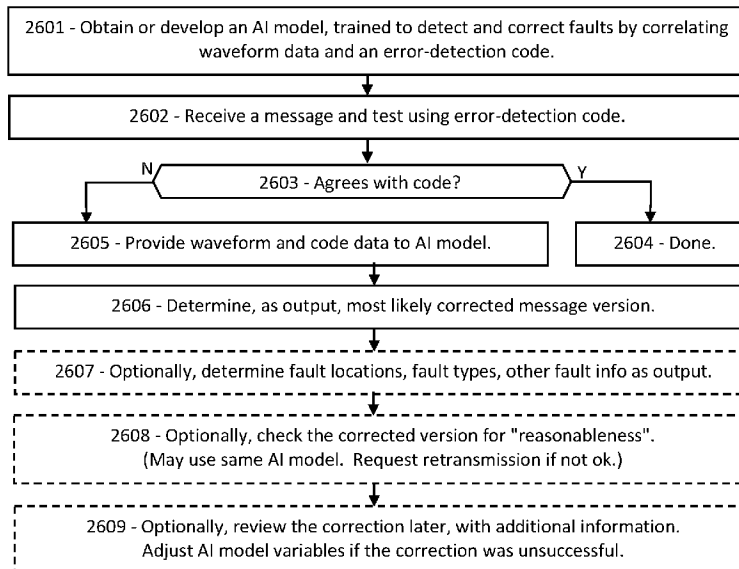 2601 - Obtain or develop an AI model, trained to detect and correct faults by correlating
waveform data and an error-detection code.
2602 - Receive a message and test using error-detection code.
N
2603 - Agrees with code?
Y
2605 - Provide waveform and code data to AI model.
2604 - Done.
2606 - Determine, as output, most likely corrected message version.
2607 - Optionally, determine fault locations, fault types, other fault info as output.
2608 - Optionally, check the corrected version for "reasonableness".
(May use same AI model.  Request retransmission if not ok.)
2609 - Optionally, review the correction later, with additional information.
Adjust AI model variables if the correction was unsuccessful.